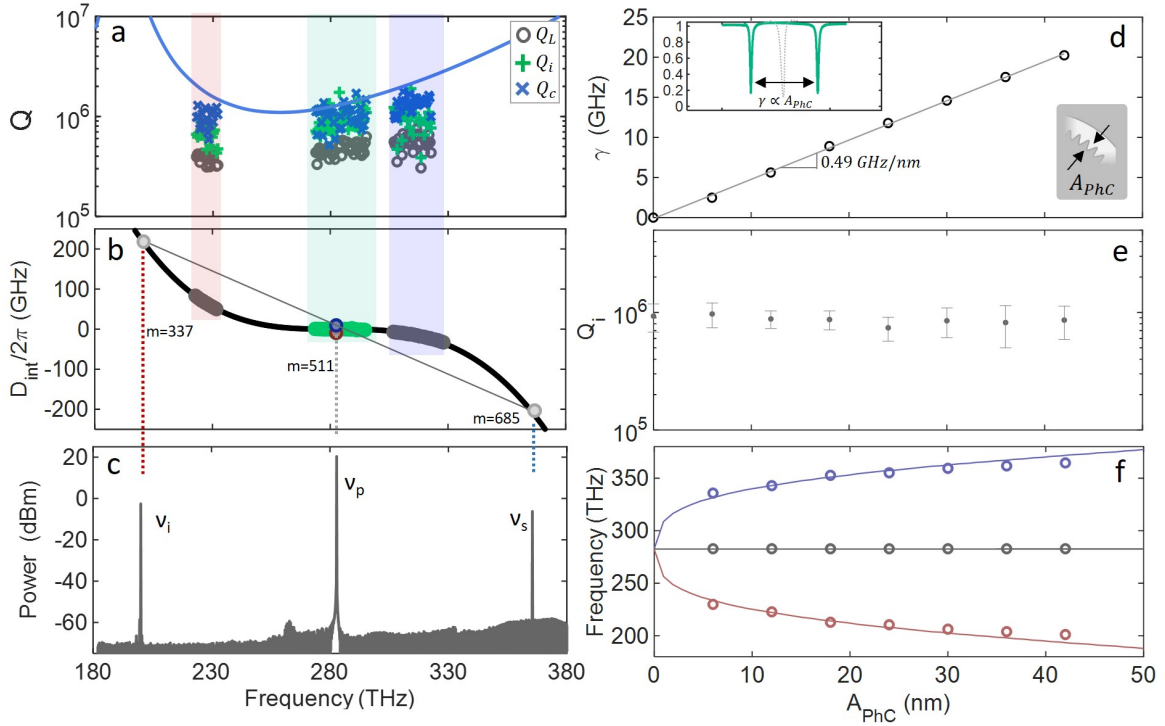 a
Q_L
Q_i
Q_c
10^7
10^6
10^5
Q
b
200
100
0
-100
-200
D_int/2π (GHz)
m=337
m=511
m=685
c
20
0
-20
-40
-60
Power (dBm)
ν_i
ν_p
ν_s
180 230 280 330 380
Frequency (THz)
d
25
20
15
10
5
0
γ (GHz)
1
0.8
0.6
0.4
0.2
0
γ ∝ A_PhC
0.49 GHz/nm
A_PhC
e
10^6
10^5
Q_i
f
350
300
250
200
Frequency (THz)
0 10 20 30 40 50
A_PhC (nm)